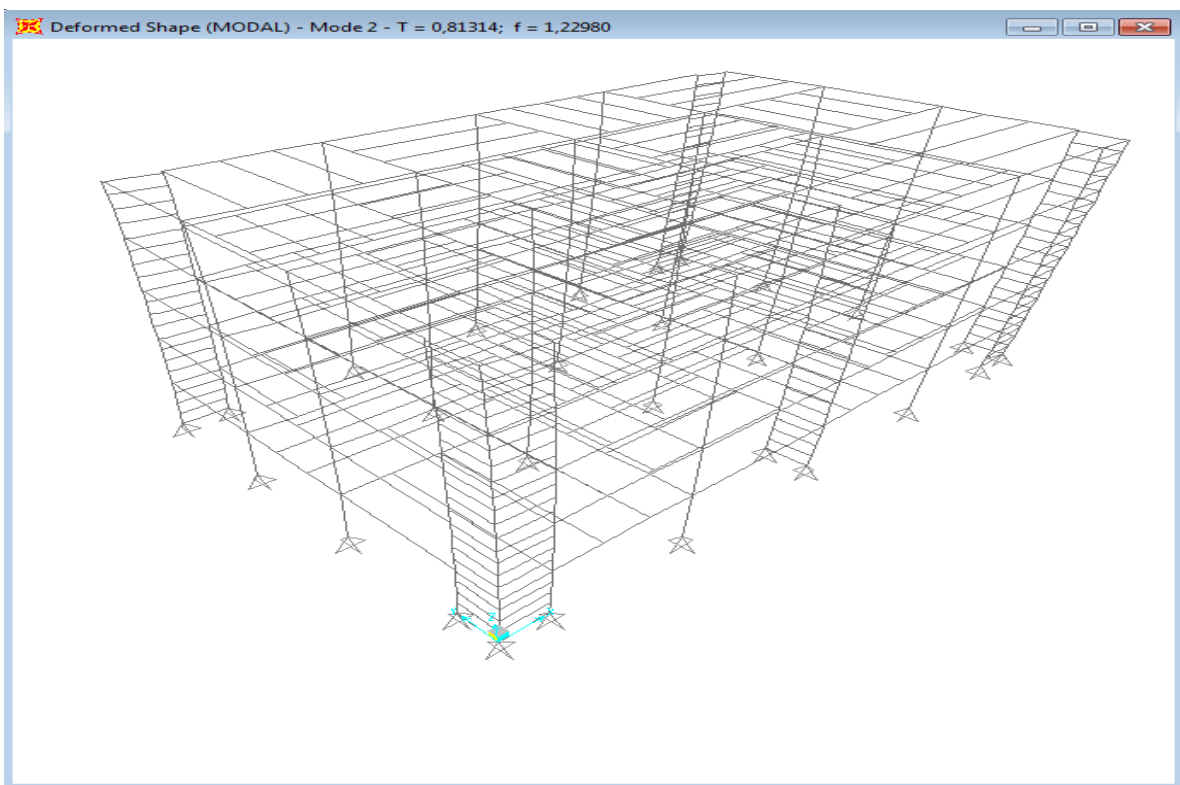 Deformed Shape (MODAL) - Mode 2 - T = 0,81314; f = 1,22980
Z